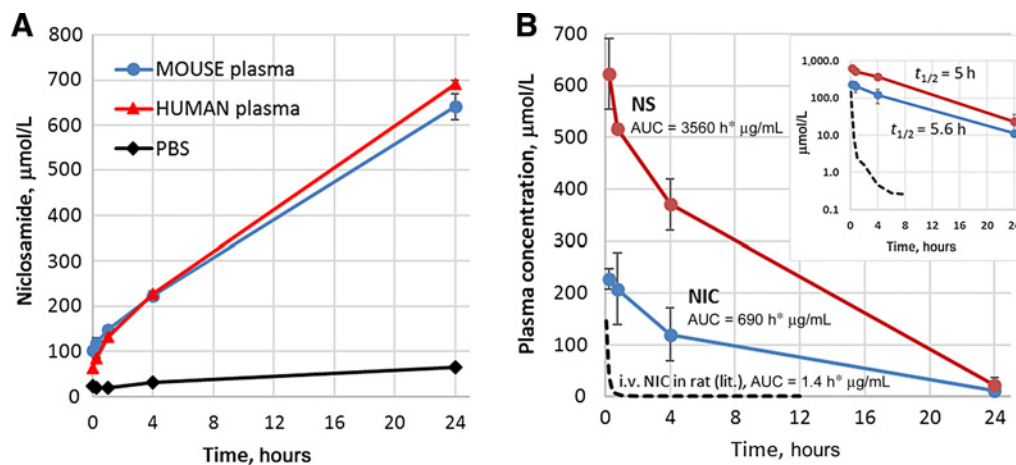 A
800
700
600
500
400
300
200
100
0
Niclosamide, µmol/L
MOUSE plasma
HUMAN plasma
PBS
0 4 8 12 16 20 24
Time, hours
B
700
600
500
400
300
200
100
0
Plasma concentration, µmol/L
NS
AUC = 3560 h* µg/mL
NIC
AUC = 690 h* µg/mL
i.v. NIC in rat (lit.), AUC = 1.4 h* µg/mL
0 4 8 12 16 20 24
Time, hours
1,000.0
100.0
10.0
1.0
0.1
µmol/L
t1/2 = 5 h
t1/2 = 5.6 h
0 4 8 12 16 20 24
Time, hours